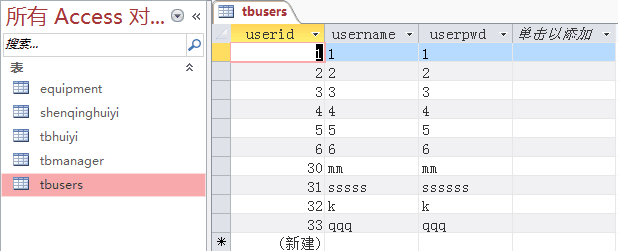 所有 Access 对...
搜索...
表
equipment
shenqinghuiyi
tbhuiyi
tbmanager
tbusers
tbusers
userid username userpwd 单击以添加
1 1 1
2 2 2
3 3 3
4 4 4
5 5 5
6 6 6
30 mm mm
31 sssss ssssss
32 k k
33 qqq qqq
* (新建)